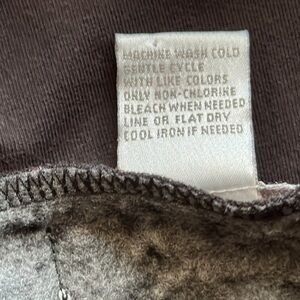 MACHINE WASH COLD
GENTLE CYCLE
WITH LIKE COLORS
ONLY NON-CHLORINE
BLEACH WHEN NEEDED
LINE OR FLAT DRY
COOL IRON IF NEEDED